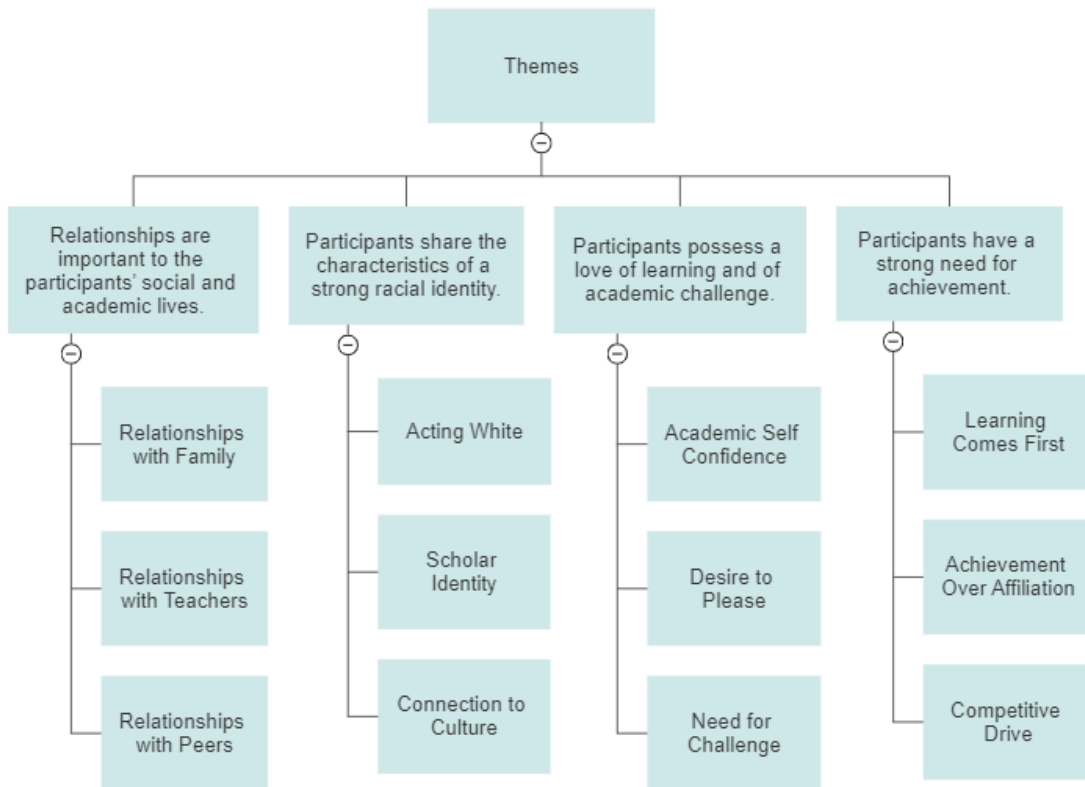 Themes
Relationships are
important to the
participants’ social and
academic lives.
Participants share the
characteristics of a
strong racial identity.
Participants possess a
love of learning and of
academic challenge.
Participants have a
strong need for
achievement.
Relationships
with Family
Relationships
with Teachers
Relationships
with Peers
Acting White
Scholar
Identity
Connection to
Culture
Academic Self
Confidence
Desire to
Please
Need for
Challenge
Learning
Comes First
Achievement
Over Affiliation
Competitive
Drive